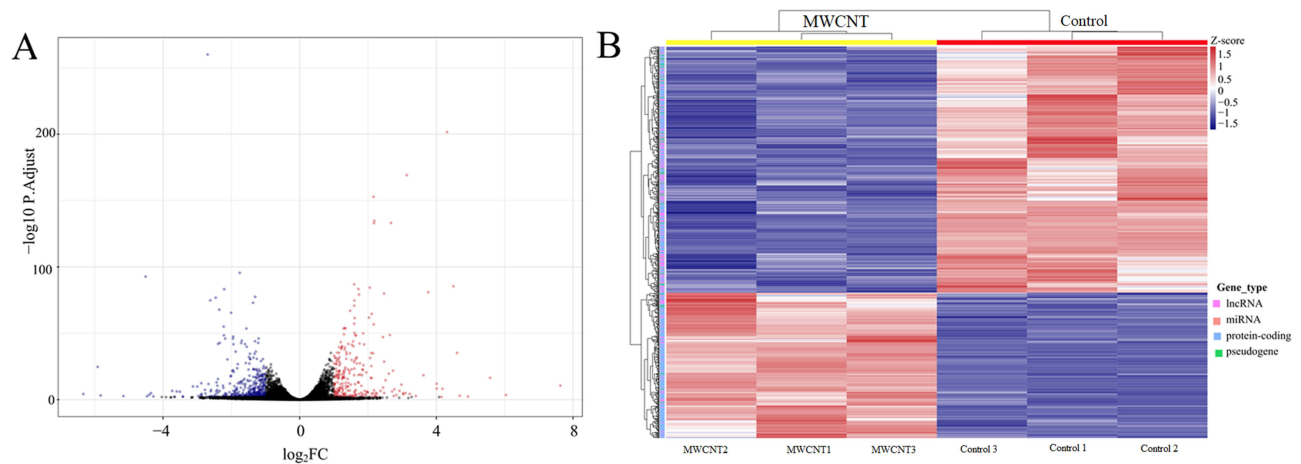 A
−log10 P.Adjust
200
100
0
−4
0
4
8
log₂FC
B
MWCNT
Control
Z-score
1.5
0.5
0
−0.5
−1
−1.5
Gene_type
lncRNA
miRNA
protein-coding
pseudogene
MWCNT2
MWCNT1
MWCNT3
Control 3
Control 1
Control 2